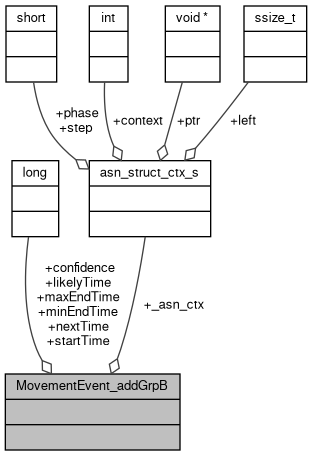 short
int
void *
ssize_t
+phase
+step
+context
+ptr
+left
long
asn_struct_ctx_s
+confidence
+likelyTime
+maxEndTime
+minEndTime
+nextTime
+startTime
+_asn_ctx
MovementEvent_addGrpB